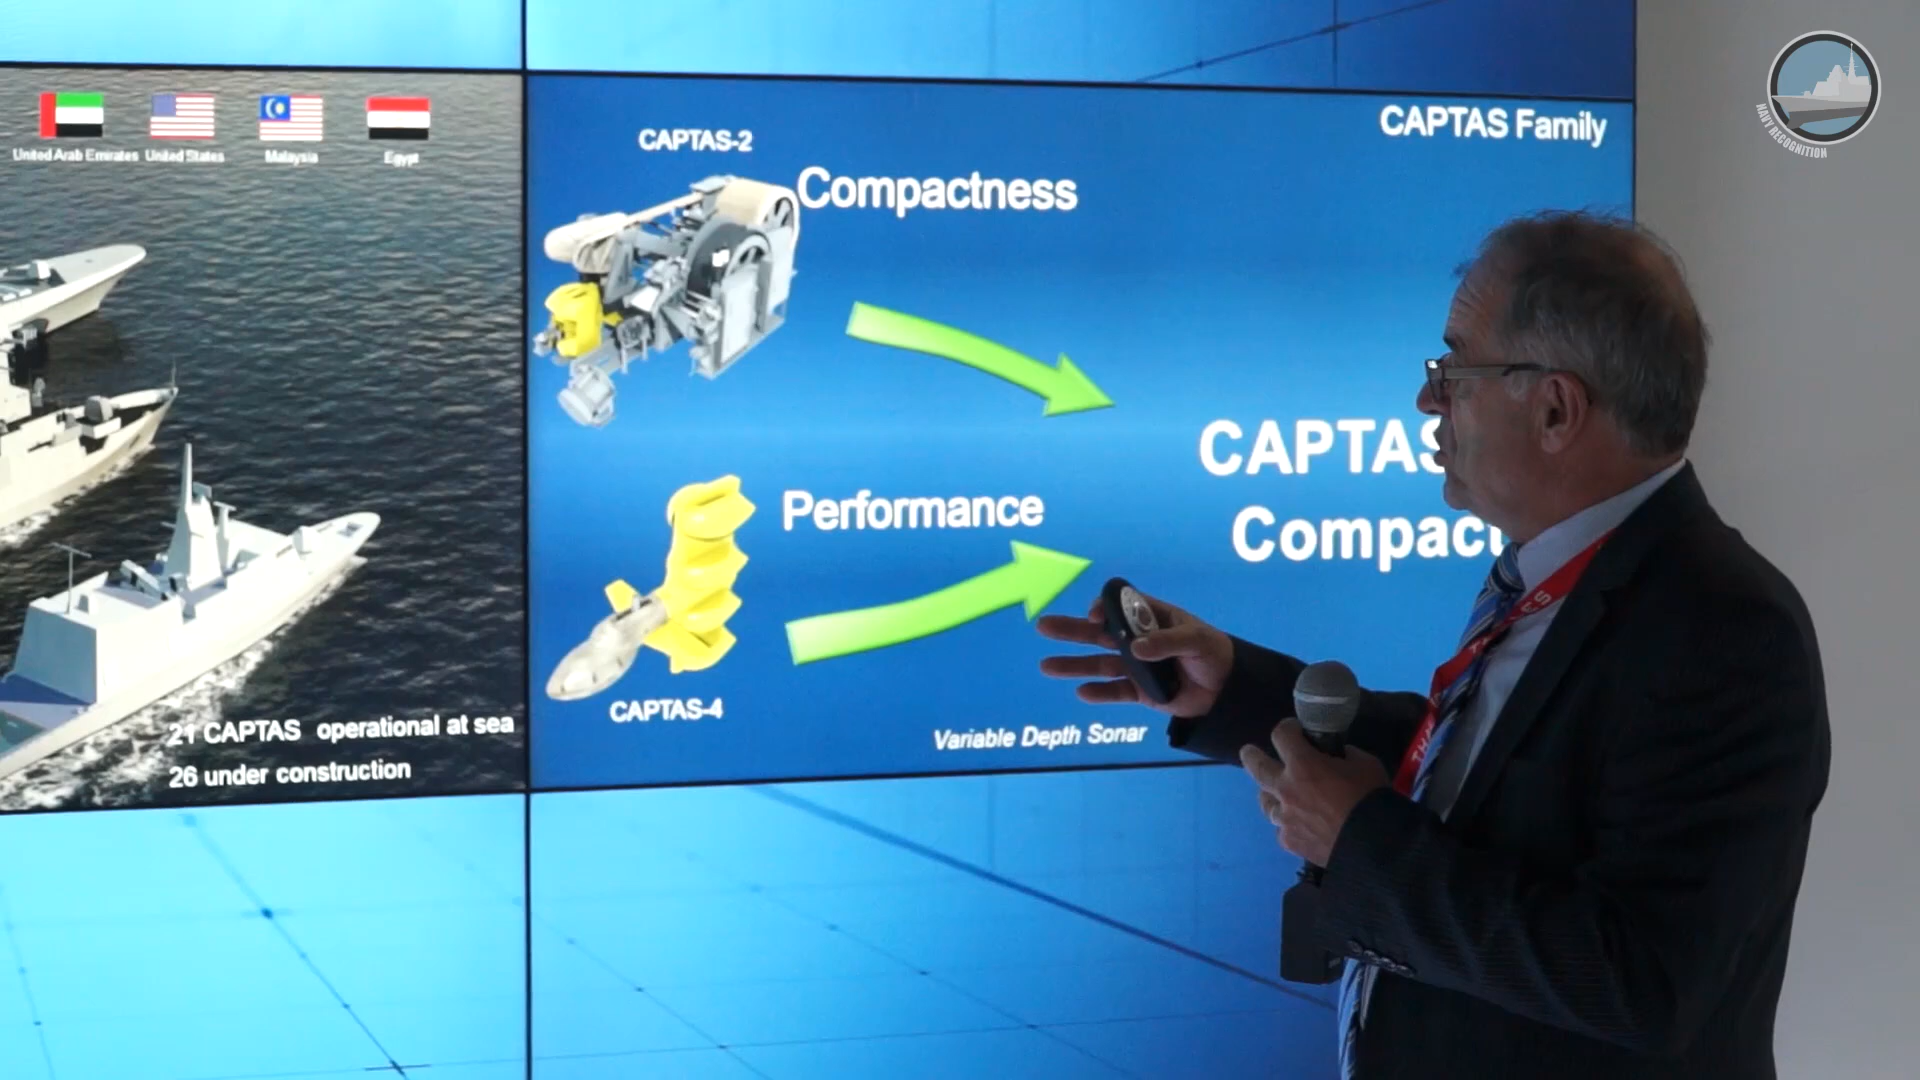 United Arab Emirates
United States
Malaysia
Egypt
21 CAPTAS operational at sea
26 under construction
CAPTAS Family
CAPTAS-2
Compactness
CAPTAS
Compact
Performance
CAPTAS-4
Variable Depth Sonar
NAVY RECOGNITION